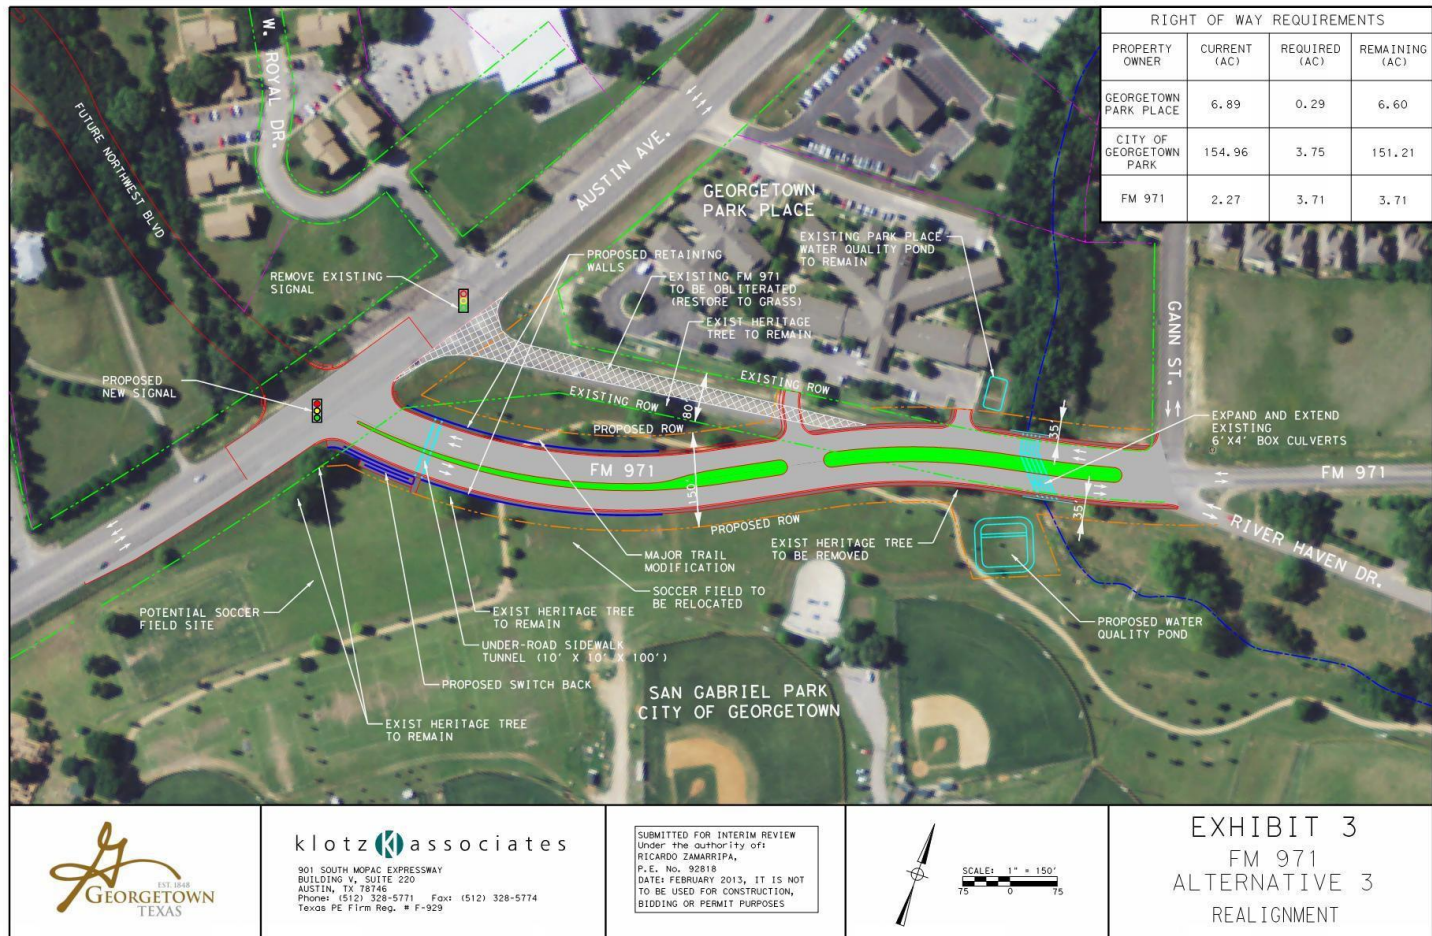 RIGHT OF WAY REQUIREMENTS
PROPERTY OWNER CURRENT (AC) REQUIRED (AC) REMAINING (AC)
GEORGETOWN PARK PLACE 6.89 0.29 6.60
CITY OF GEORGETOWN PARK 154.96 3.75 151.21
FM 971 2.27 3.71 3.71
W. ROYAL DR.
FUTURE NORTHWEST BLVD
AUSTIN AVE.
GEORGETOWN
PARK PLACE
EXISTING PARK PLACE
WATER QUALITY POND
TO REMAIN
PROPOSED RETAINING
WALLS
REMOVE EXISTING
SIGNAL
EXISTING FM 971
TO BE OBLITERATED
(RESTORE TO GRASS)
EXIST HERITAGE
TREE TO REMAIN
GANN ST.
PROPOSED
NEW SIGNAL
EXISTING ROW
EXISTING ROW
80'
PROPOSED ROW
35'
EXPAND AND EXTEND
EXISTING
6'X4' BOX CULVERTS
FM 971
FM 971
150'
35'
PROPOSED ROW
RIVER HAVEN DR.
EXIST HERITAGE TREE
TO BE REMOVED
MAJOR TRAIL
MODIFICATION
SOCCER FIELD TO
BE RELOCATED
POTENTIAL SOCCER
FIELD SITE
EXIST HERITAGE TREE
TO REMAIN
PROPOSED WATER
QUALITY POND
UNDER-ROAD SIDEWALK
TUNNEL (10' X 10' X 100')
PROPOSED SWITCH BACK
SAN GABRIEL PARK
CITY OF GEORGETOWN
EXIST HERITAGE TREE
TO REMAIN
EST. 1848
GEORGETOWN
TEXAS
klotz associates
901 SOUTH MOPAC EXPRESSWAY
BUILDING V, SUITE 220
AUSTIN, TX 78746
Phone: (512) 328-5771 Fax: (512) 328-5774
Texas PE Firm Reg. # F-929
SUBMITTED FOR INTERIM REVIEW
Under the authority of:
RICARDO ZAMARRIPA,
P.E. No. 92818
DATE: FEBRUARY 2013, IT IS NOT
TO BE USED FOR CONSTRUCTION,
BIDDING OR PERMIT PURPOSES
SCALE: 1" = 150'
75 0 75
EXHIBIT 3
FM 971
ALTERNATIVE 3
REALIGNMENT